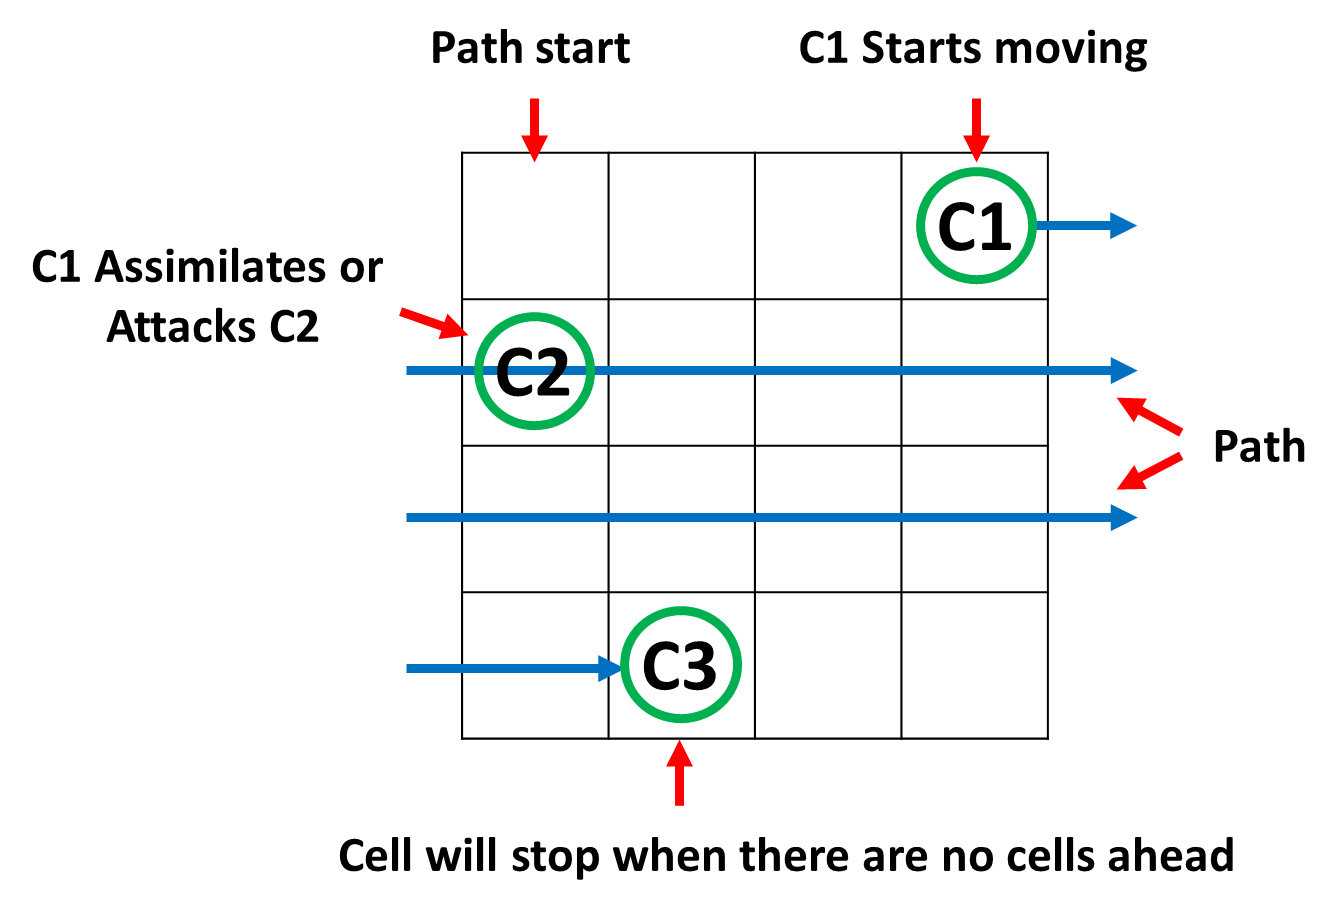 Path start
C1 Starts moving
C1
C1 Assimilates or
Attacks C2
C2
Path
C3
Cell will stop when there are no cells ahead